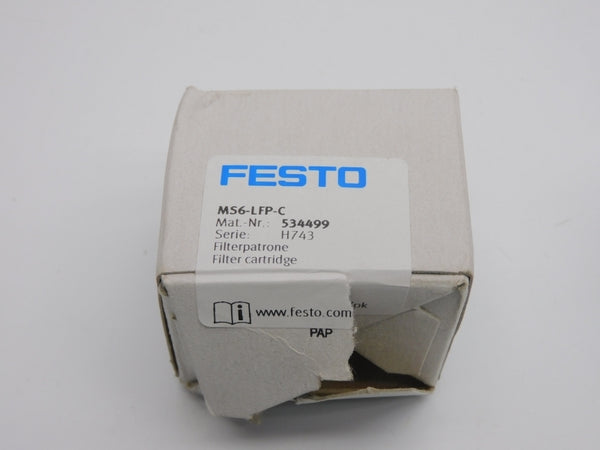 FESTO
MS6-LFP-C
Mat.-Nr.: 534499
Serie: H743
Filterpatrone
Filter cartridge
www.festo.com
PAP